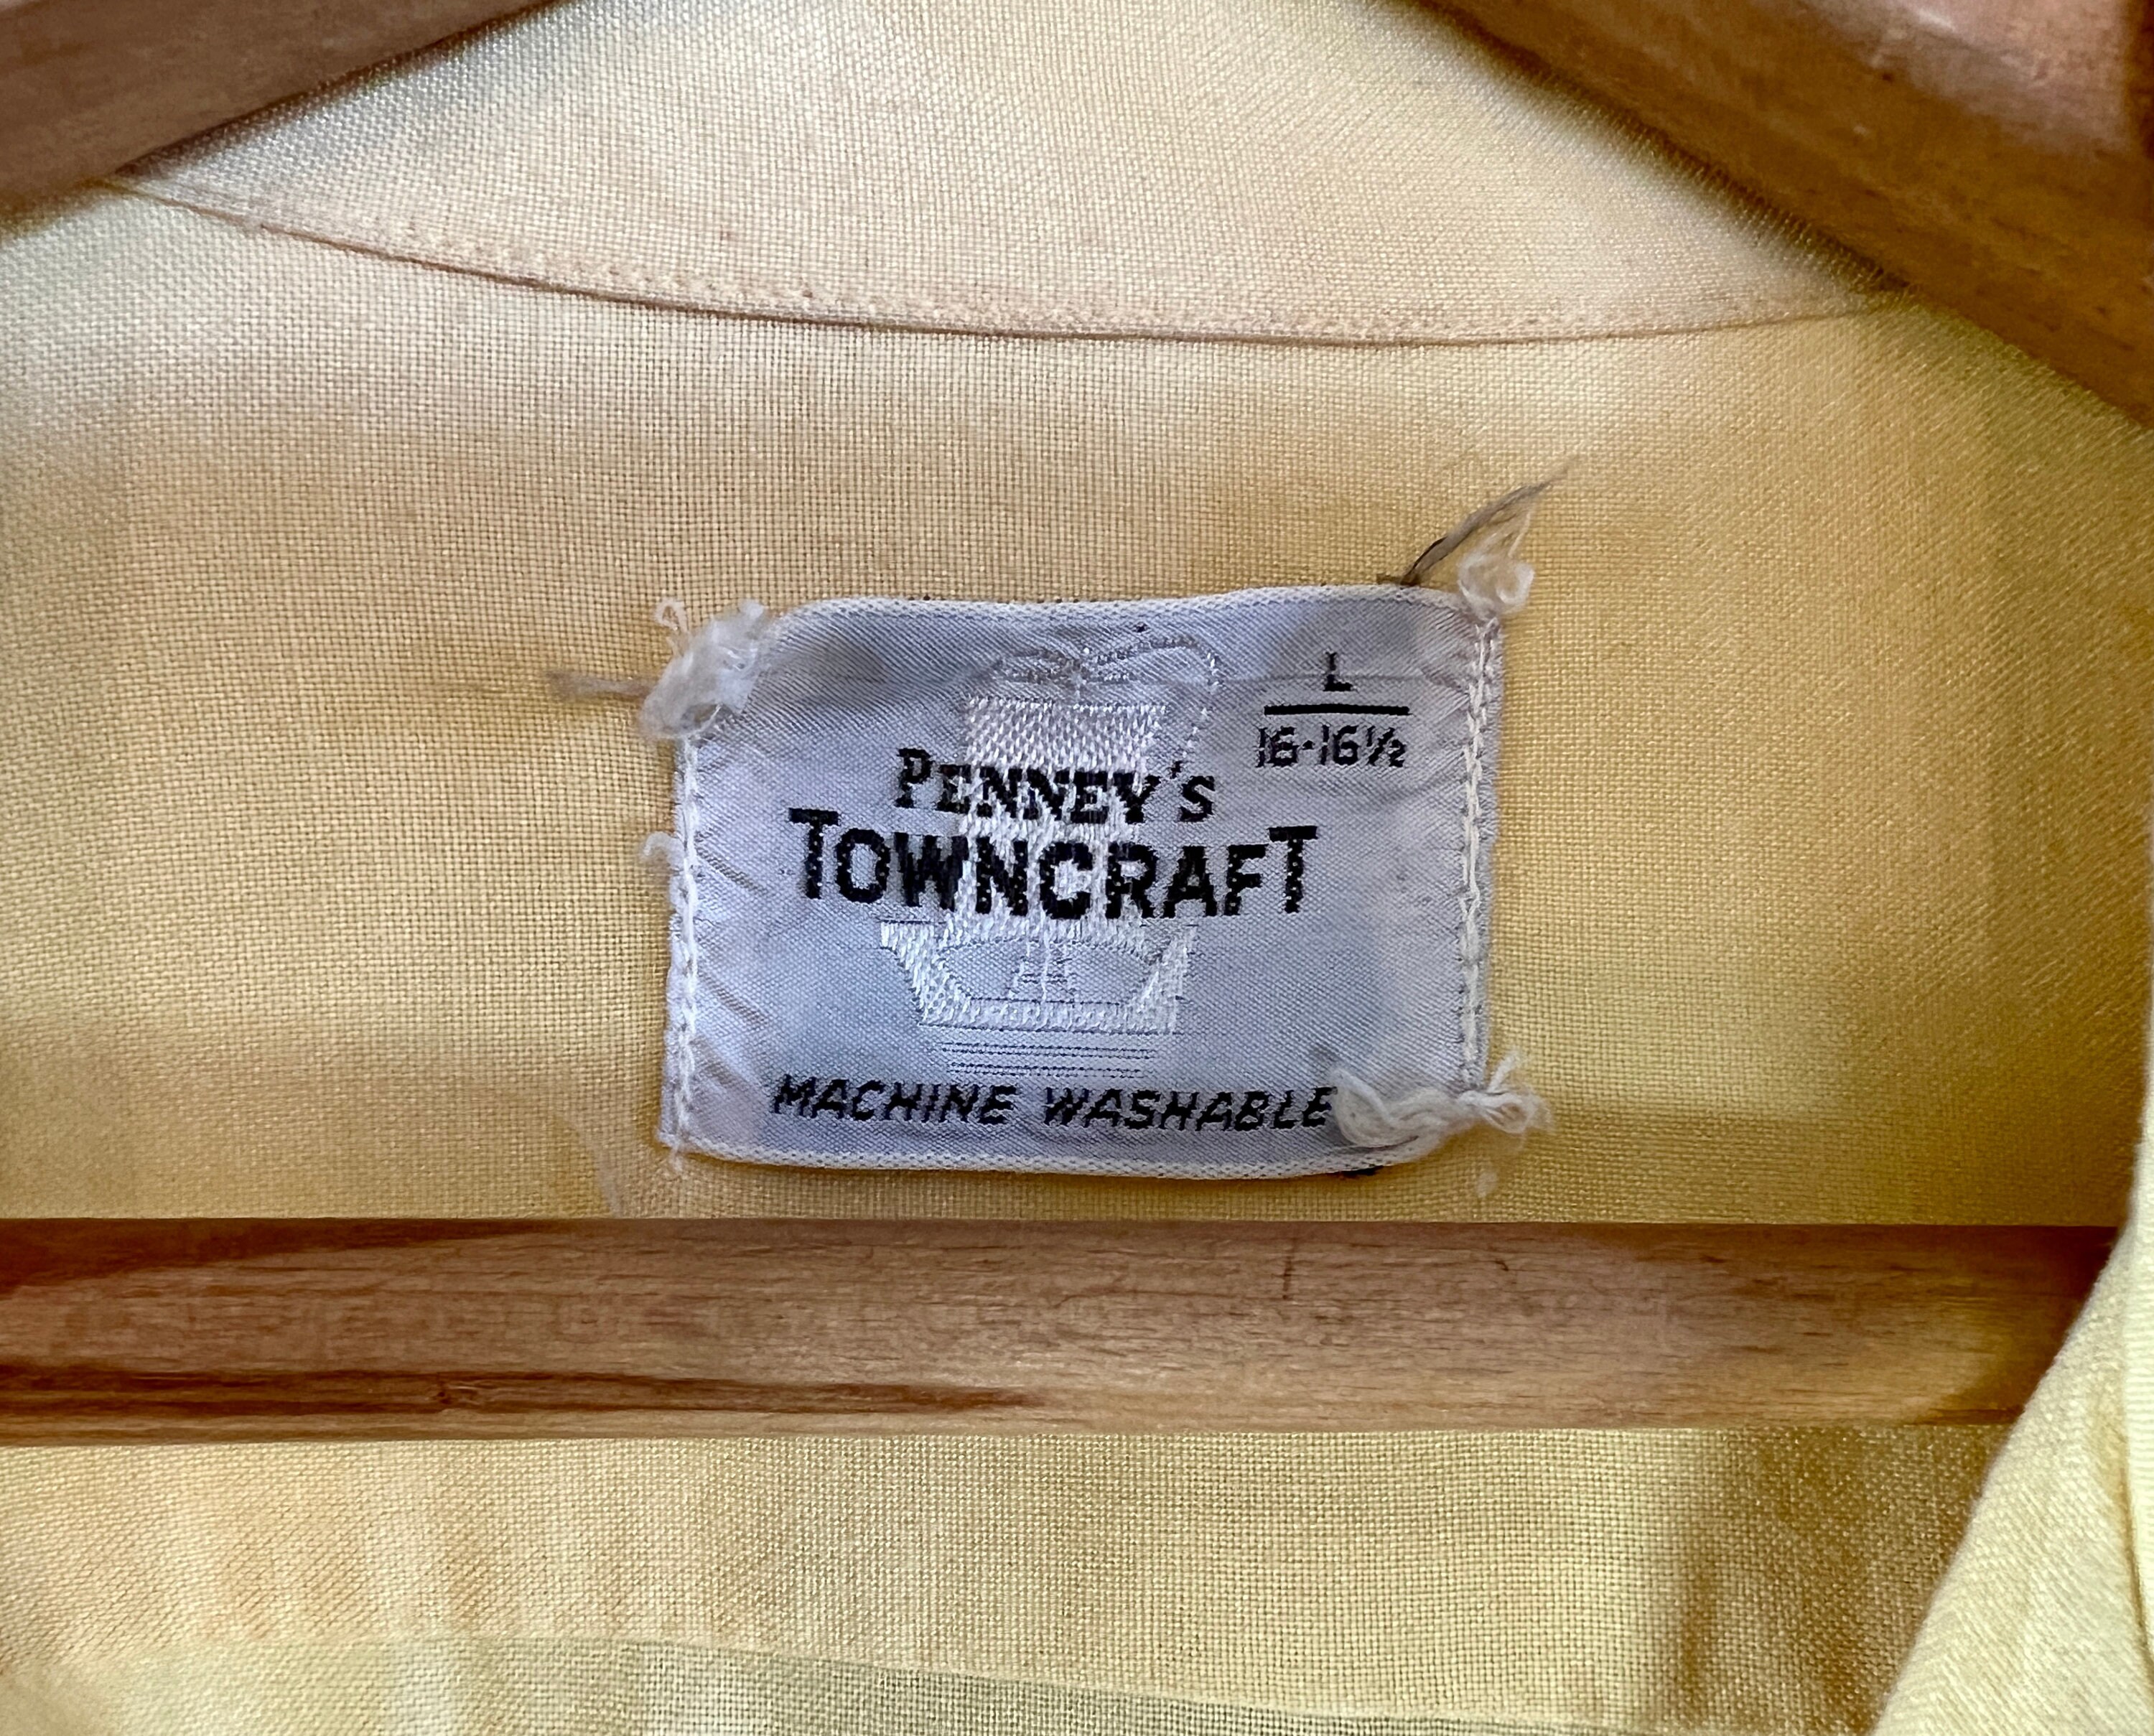 L
16-16½
PENNEY'S
TOWNCRAFT
MACHINE WASHABLE